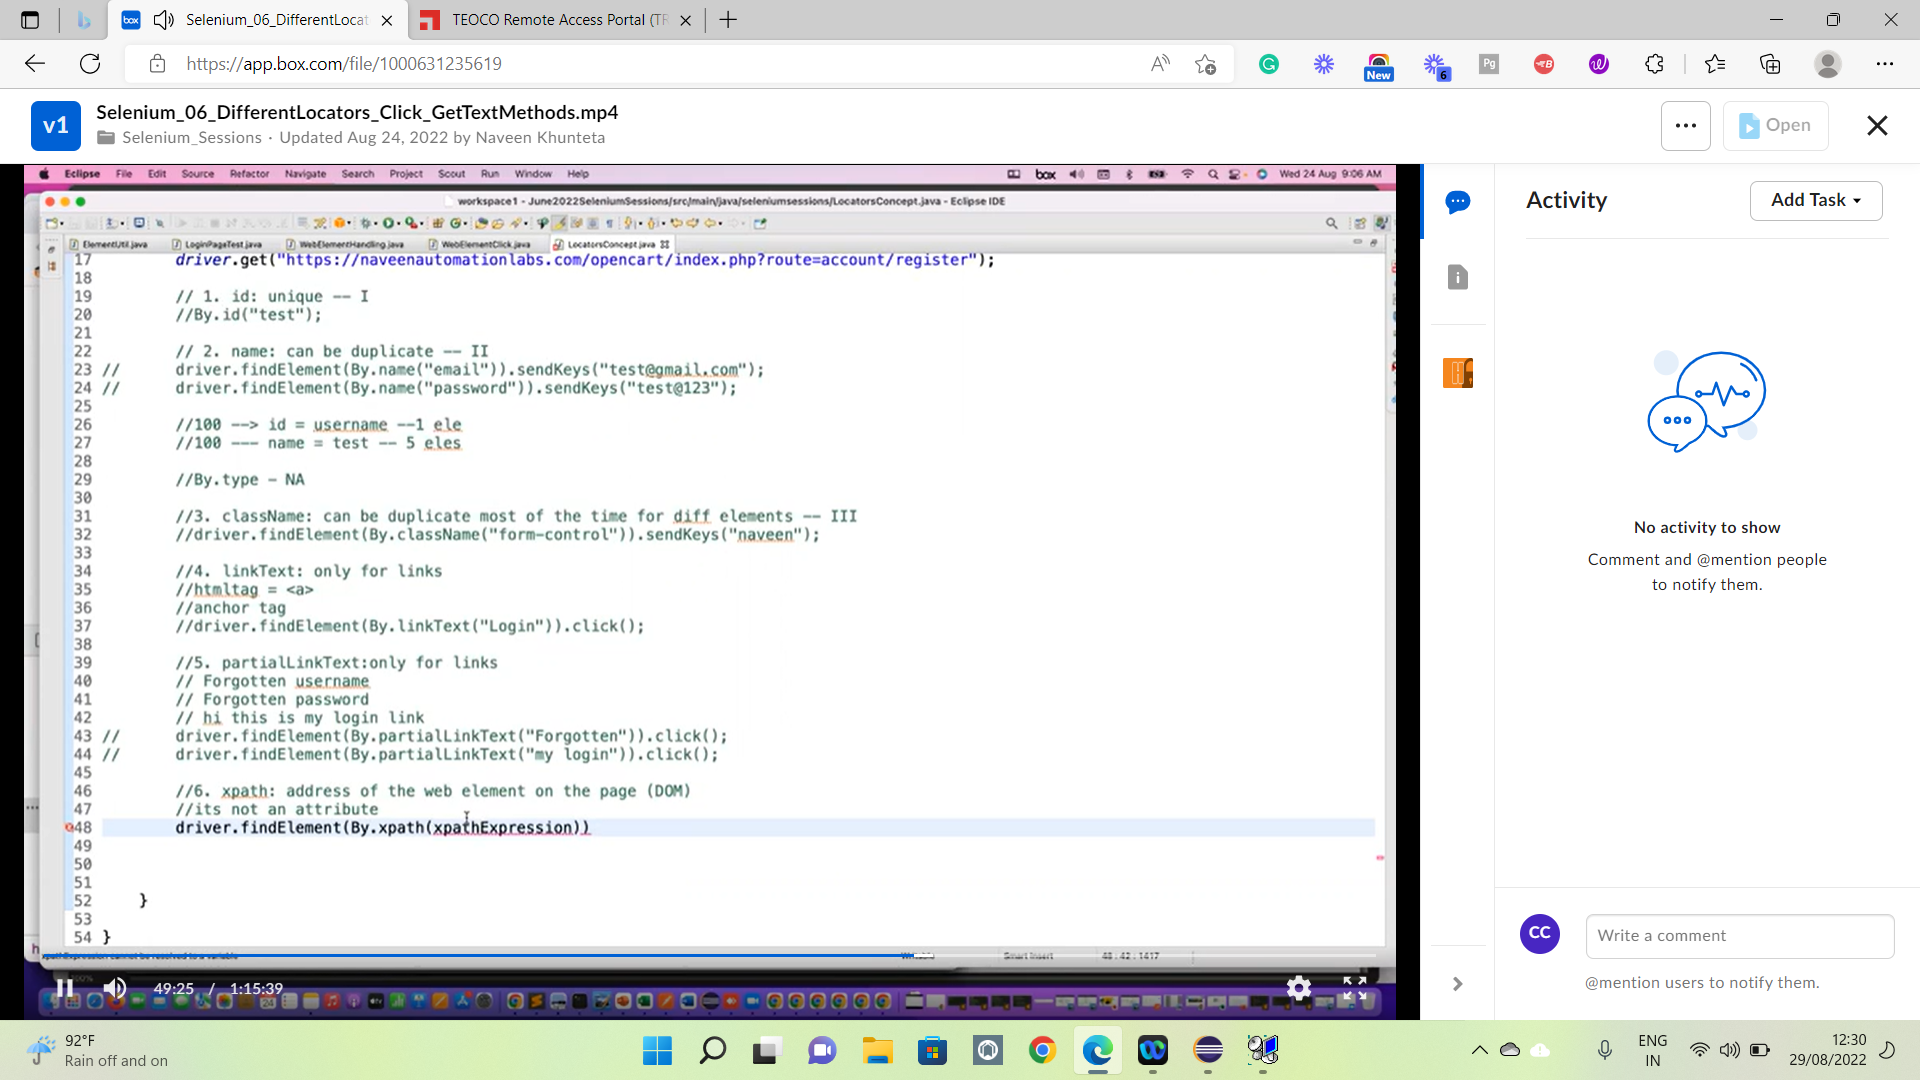 Selenium_06_DifferentLocat
TEOCO Remote Access Portal (TR
https://app.box.com/file/1000631235619
New
6
Pg
v1
Selenium_06_DifferentLocators_Click_GetTextMethods.mp4
Selenium_Sessions · Updated Aug 24, 2022 by Naveen Khunteta
Open
Eclipse File Edit Source Refactor Navigate Search Project Scout Run Window Help
box
Wed 24 Aug 9:06 AM
workspace1 - June2022SeleniumSessions/src/main/java/seleniumsessions/LocatorsConcept.java - Eclipse IDE
ElementUtil.java LoginPageTest.java WebElementHandling.java WebElementClick.java LocatorsConcept.java
17 driver.get("https://naveenautomationlabs.com/opencart/index.php?route=account/register");
18
19 // 1. id: unique -- I
20 //By.id("test");
21
22 // 2. name: can be duplicate -- II
23 // driver.findElement(By.name("email")).sendKeys("test@gmail.com");
24 // driver.findElement(By.name("password")).sendKeys("test@123");
25
26 //100 --> id = username --1 ele
27 //100 --- name = test -- 5 eles
28
29 //By.type - NA
30
31 //3. className: can be duplicate most of the time for diff elements -- III
32 //driver.findElement(By.className("form-control")).sendKeys("naveen");
33
34 //4. linkText: only for links
35 //htmltag = <a>
36 //anchor tag
37 //driver.findElement(By.linkText("Login")).click();
38
39 //5. partialLinkText:only for links
40 // Forgotten username
41 // Forgotten password
42 // hi this is my login link
43 // driver.findElement(By.partialLinkText("Forgotten")).click();
44 // driver.findElement(By.partialLinkText("my login")).click();
45
46 //6. xpath: address of the web element on the page (DOM)
47 //its not an attribute
48 driver.findElement(By.xpath(xpathExpression))
49
50
51
52 }
53
54 }
Smart Insert 48 : 42 : 1417
49:25 / 1:15:39
Activity
Add Task
No activity to show
Comment and @mention people
to notify them.
CC
Write a comment
@mention users to notify them.
92°F
Rain off and on
ENG
IN
12:30
29/08/2022